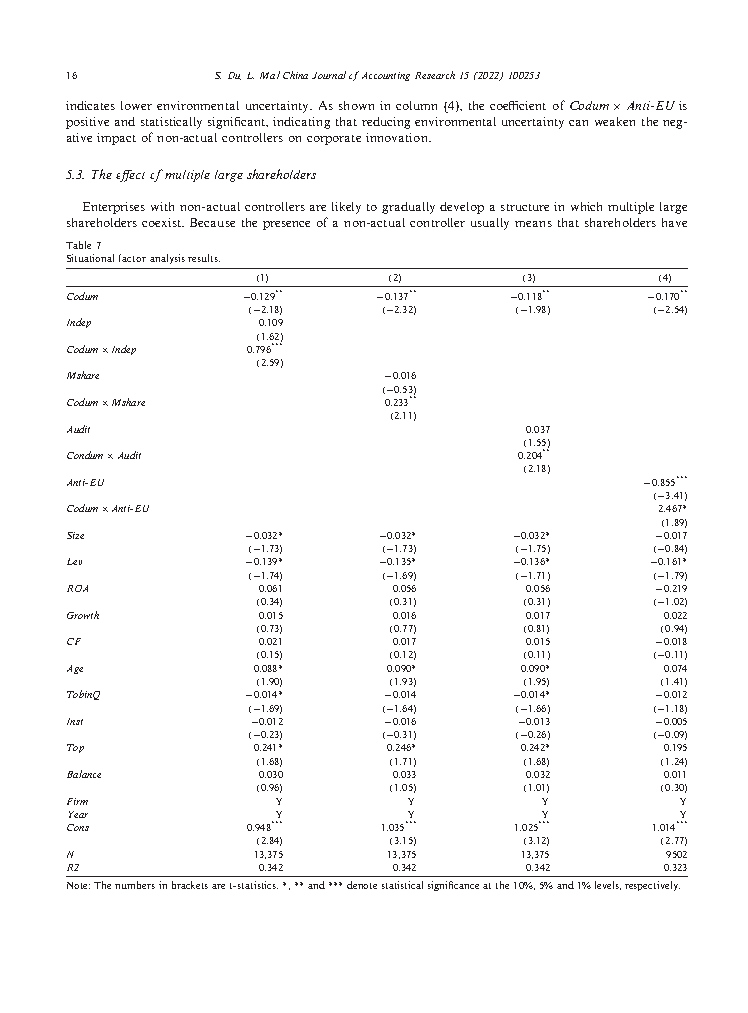 16 S. Du, L. Ma / China Journal of Accounting Research 15 (2022) 100253
indicates lower environmental uncertainty. As shown in column (4), the coefficient of Codum × Anti-EU is
positive and statistically significant, indicating that reducing environmental uncertainty can weaken the neg-
ative impact of non-actual controllers on corporate innovation.
5.3. The effect of multiple large shareholders
Enterprises with non-actual controllers are likely to gradually develop a structure in which multiple large
shareholders coexist. Because the presence of a non-actual controller usually means that shareholders have
Table 7
Situational factor analysis results.
(1) (2) (3) (4)
Codum −0.129** −0.137** −0.118** −0.170**
(−2.18) (−2.32) (−1.98) (−2.54)
Indep 0.109
(1.62)
Codum × Indep 0.796***
(2.59)
Mshare −0.016
(−0.53)
Codum × Mshare 0.233**
(2.11)
Audit 0.037
(1.55)
Condum × Audit 0.204**
(2.18)
Anti-EU −0.855***
(−3.41)
Codum × Anti-EU 2.467*
(1.89)
Size −0.032* −0.032* −0.032* −0.017
(−1.73) (−1.73) (−1.75) (−0.84)
Lev −0.139* −0.135* −0.136* −0.161*
(−1.74) (−1.69) (−1.71) (−1.79)
ROA 0.061 0.056 0.056 −0.219
(0.34) (0.31) (0.31) (−1.02)
Growth 0.015 0.016 0.017 0.022
(0.73) (0.77) (0.81) (0.94)
CF 0.021 0.017 0.015 −0.018
(0.15) (0.12) (0.11) (−0.11)
Age 0.088* 0.090* 0.090* 0.074
(1.90) (1.93) (1.95) (1.41)
TobinQ −0.014* −0.014 −0.014* −0.012
(−1.69) (−1.64) (−1.66) (−1.18)
Inst −0.012 −0.016 −0.013 −0.005
(−0.23) (−0.31) (−0.26) (−0.09)
Top 0.241* 0.246* 0.242* 0.195
(1.68) (1.71) (1.68) (1.24)
Balance 0.030 0.033 0.032 0.011
(0.96) (1.05) (1.01) (0.30)
Firm Y Y Y Y
Year Y Y Y Y
Cons 0.948*** 1.035*** 1.025*** 1.014***
(2.84) (3.15) (3.12) (2.77)
N 13,375 13,375 13,375 9502
R2 0.342 0.342 0.342 0.323
Note: The numbers in brackets are t-statistics. *, ** and *** denote statistical significance at the 10%, 5% and 1% levels, respectively.